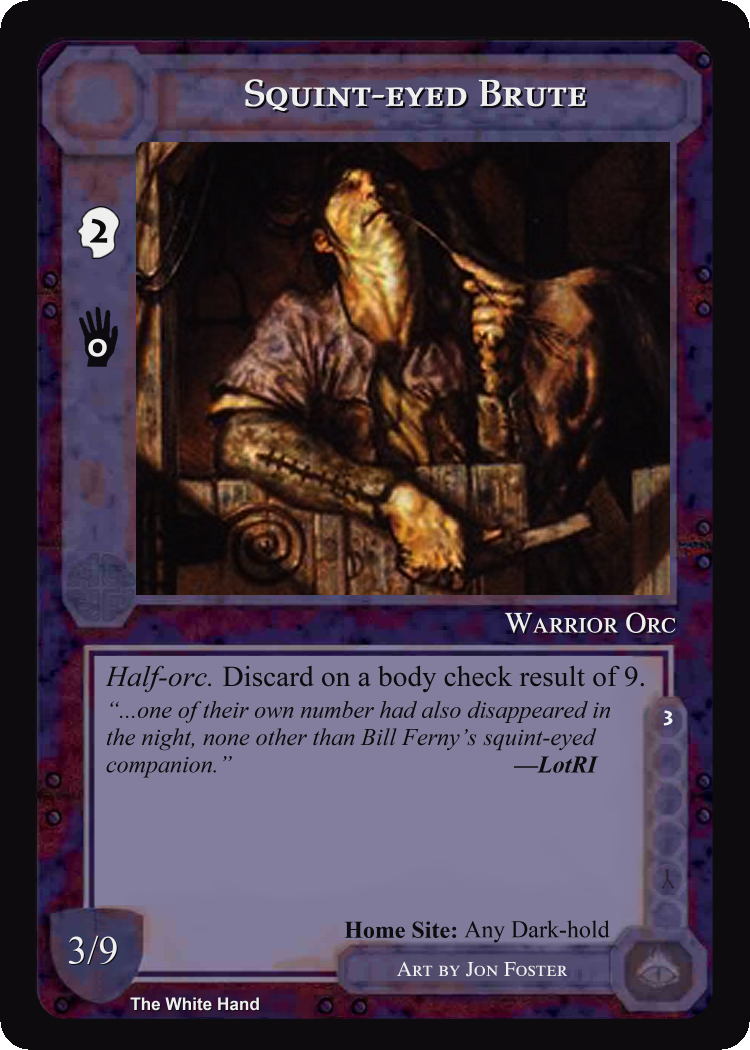 Squint-eyed Brute
2
0
Warrior Orc
Half-orc. Discard on a body check result of 9.
“...one of their own number had also disappeared in
the night, none other than Bill Ferny’s squint-eyed
companion.” —LotRI
3
Home Site: Any Dark-hold
3/9
Art by Jon Foster
The White Hand